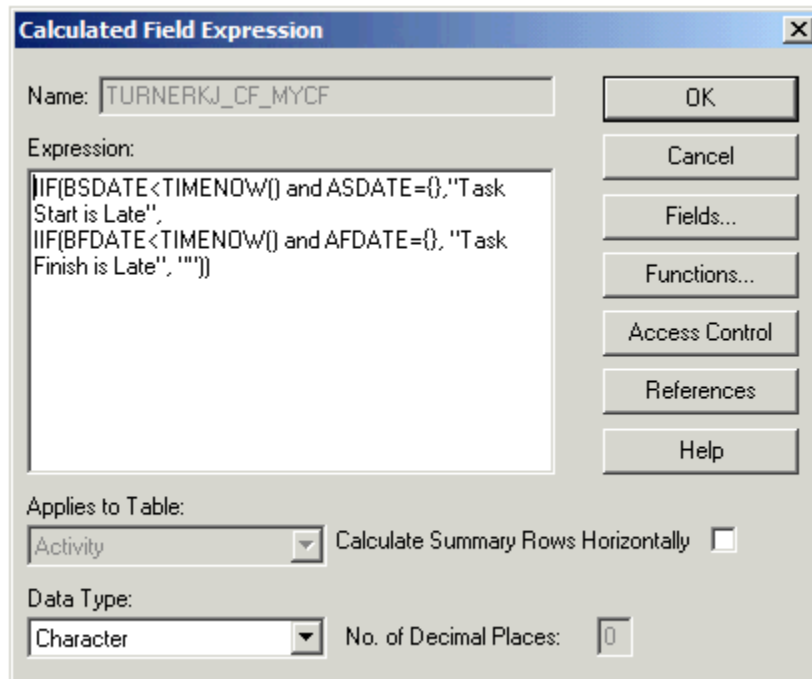 Calculated Field Expression
Name: TURNERKJ_CF_MYCF
OK
Expression:
Cancel
IIF(BSDATE<TIMENOW() and ASDATE={},"Task
Start is Late",
IIF(BFDATE<TIMENOW() and AFDATE={}, "Task
Finish is Late", ""))
Fields...
Functions...
Access Control
References
Help
Applies to Table:
Activity
Calculate Summary Rows Horizontally
Data Type:
Character
No. of Decimal Places: 0